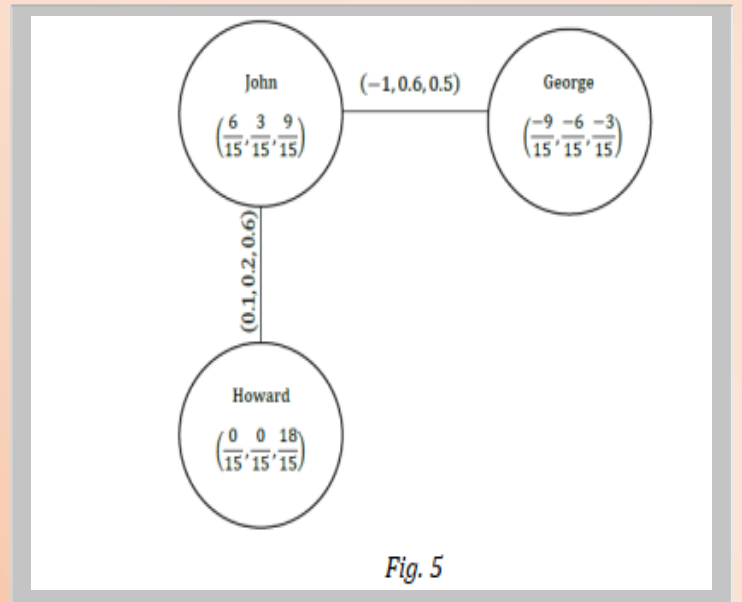 John
(6/15, 3/15, 9/15)
(−1, 0.6, 0.5)
George
(−9/15, −6/15, −3/15)
(0.1, 0.2, 0.6)
Howard
(0/15, 0/15, 18/15)
Fig. 5